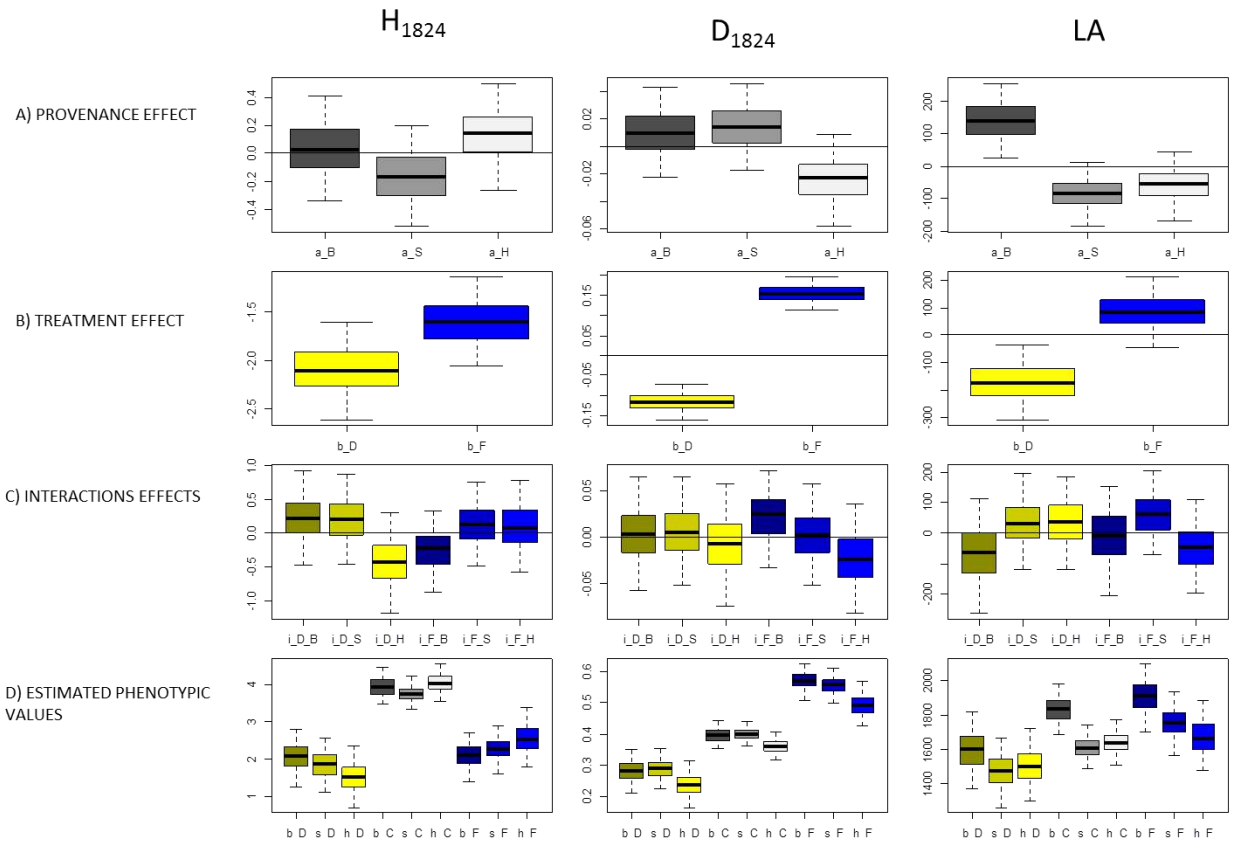 H1824 D1824 LA
A) PROVENANCE EFFECT
0.4
0.2
0.0
-0.2
-0.4
a_B a_S a_H
0.02
-0.02
-0.06
a_B a_S a_H
200
100
0
-100
-200
a_B a_S a_H
B) TREATMENT EFFECT
-1.5
-2.0
-2.5
b_D b_F
0.15
0.05
-0.05
-0.15
b_D b_F
200
100
0
-100
-300
b_D b_F
C) INTERACTIONS EFFECTS
1.0
0.5
0.0
-0.5
-1.0
i_D_B i_D_S i_D_H i_F_B i_F_S i_F_H
0.05
0.00
-0.05
i_D_B i_D_S i_D_H i_F_B i_F_S i_F_H
200
100
0
-200
i_D_B i_D_S i_D_H i_F_B i_F_S i_F_H
D) ESTIMATED PHENOTYPIC
VALUES
4
3
2
1
b D s D h D b C s C h C b F s F h F
0.6
0.5
0.4
0.3
0.2
b D s D h D b C s C h C b F s F h F
2000
1800
1600
1400
b D s D h D b C s C h C b F s F h F